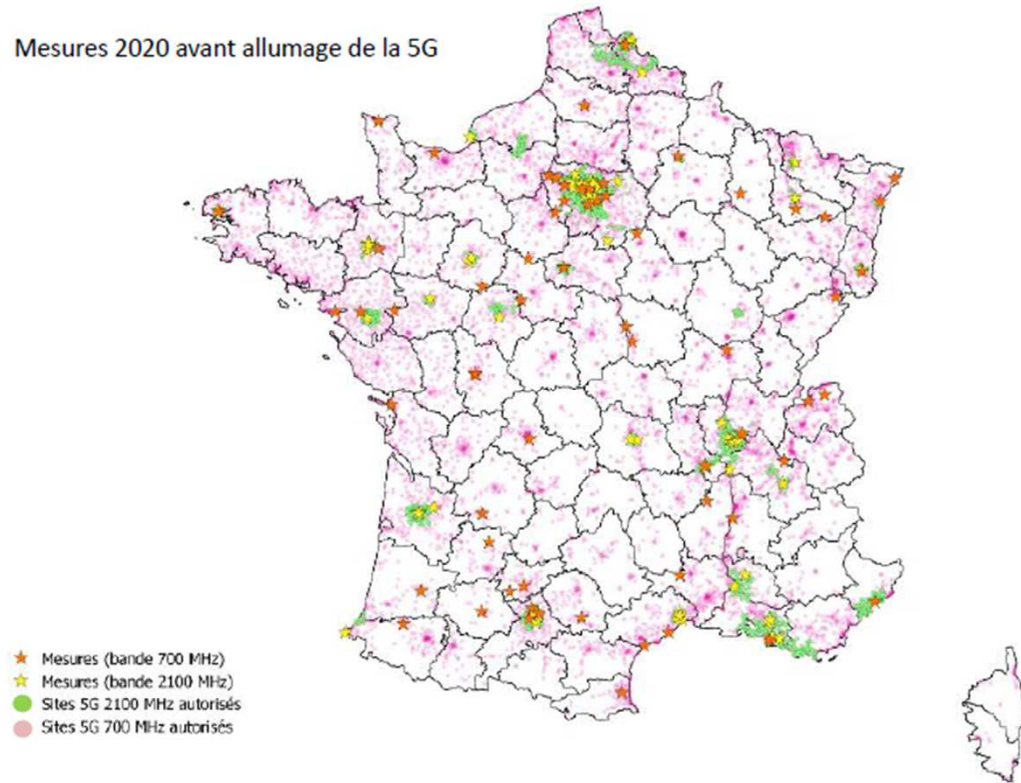 Mesures 2020 avant allumage de la 5G
Mesures (bande 700 MHz)
Mesures (bande 2100 MHz)
Sites 5G 2100 MHz autorisés
Sites 5G 700 MHz autorisés